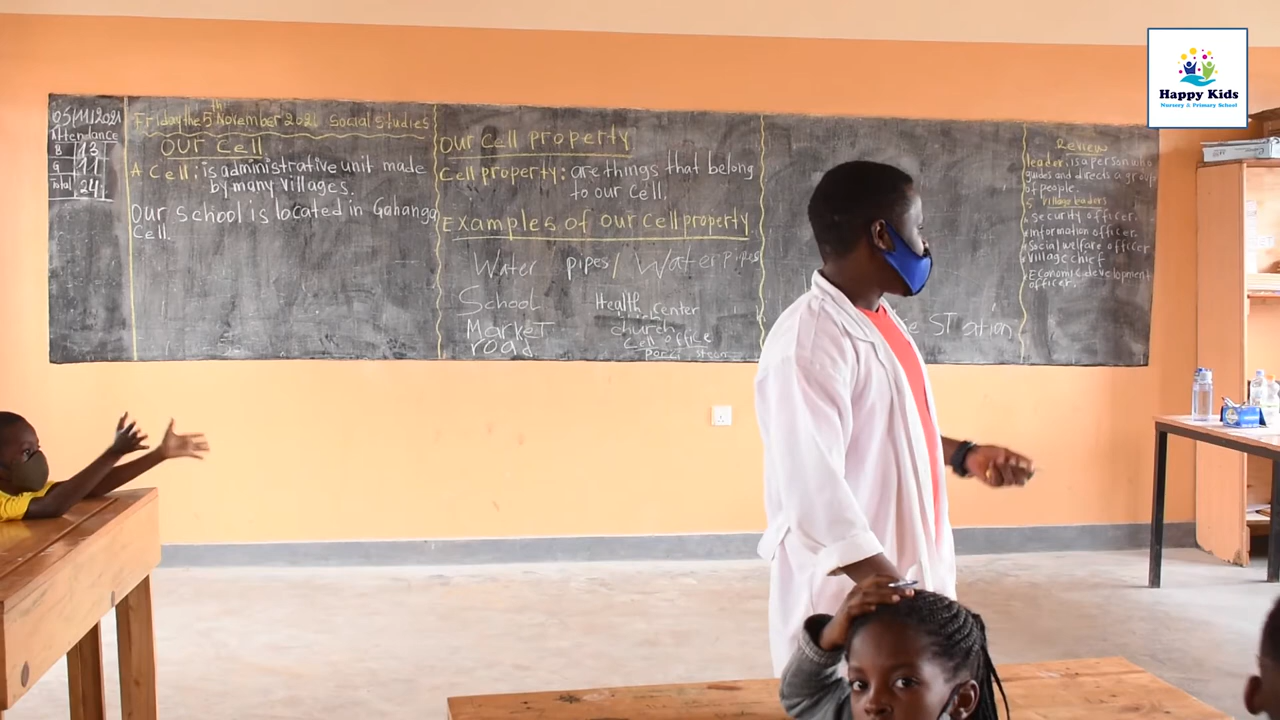 05/11/2021
Attendance
B 13
G 11
Total 24
Friday the 5th November 2021 Social Studies
Our Cell
A Cell: is administrative unit made
by many Villages.
Our School is located in Gahanga
Cell.
Our Cell property
Cell property: are things that belong
to our Cell.
Examples of our Cell property
Water pipes/ Water pipes
School
Market
road
Health center
church
Cell office
ST ation
Review
leader: is a person who
guides and directs a group
of people.
5 Village leaders
Security officer.
Information officer.
Social welfare officer
Village chief
Economic development
officer.
Happy Kids
Nursery & Primary School